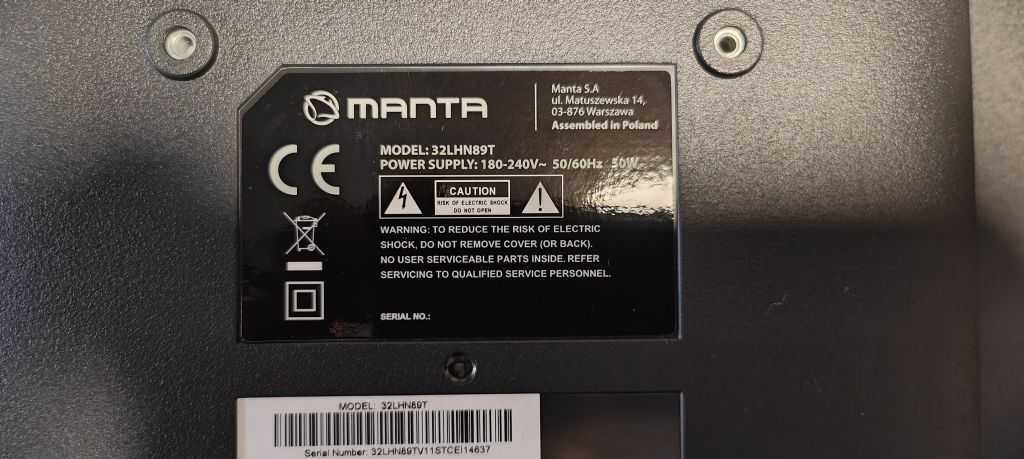 MANTA
Manta S.A
ul. Matuszewska 14,
03-876 Warszawa
Assembled in Poland
CE
MODEL: 32LHN89T
POWER SUPPLY: 180-240V~ 50/60Hz 50W
CAUTION
RISK OF ELECTRIC SHOCK
DO NOT OPEN
WARNING: TO REDUCE THE RISK OF ELECTRIC
SHOCK, DO NOT REMOVE COVER (OR BACK).
NO USER SERVICEABLE PARTS INSIDE. REFER
SERVICING TO QUALIFIED SERVICE PERSONNEL.
SERIAL NO.:
MODEL: 32LHN89T
Serial Number: 32LHN89TV11STCEI14637